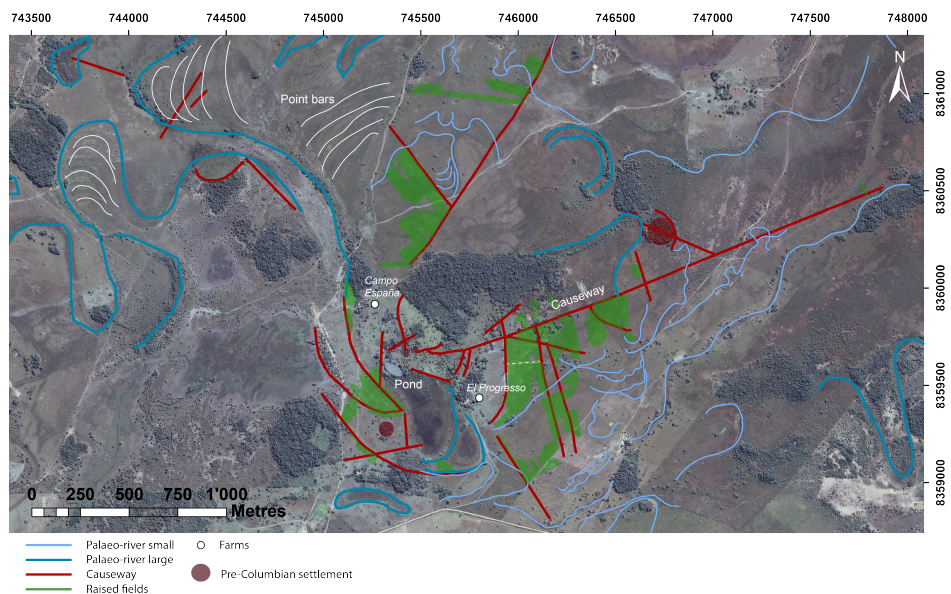 743500 744000 744500 745000 745500 746000 746500 747000 747500 748000
N
8361000
Point bars
8360500
8360000
Campo
España
Causeway
8359500
Pond
El Progresso
8359000
0 250 500 750 1'000
Metres
Palaeo-river small
Farms
Palaeo-river large
Causeway
Pre-Columbian settlement
Raised fields